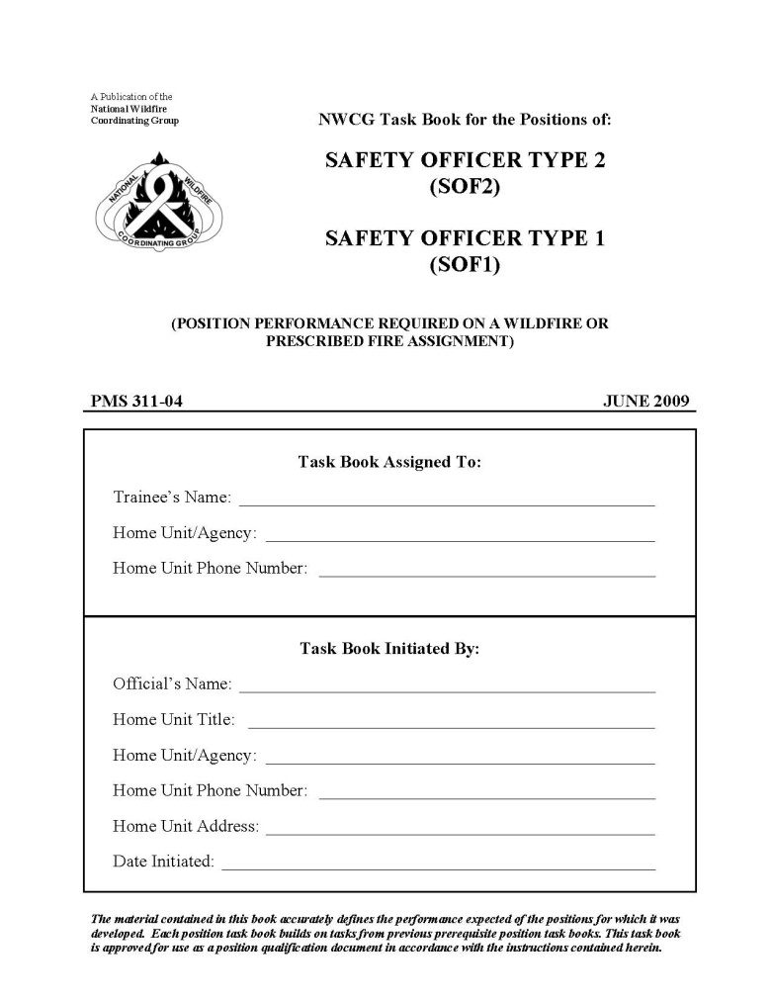 A Publication of the
National Wildfire
Coordinating Group
NATIONAL WILDFIRE
COORDINATING GROUP
NWCG Task Book for the Positions of:
SAFETY OFFICER TYPE 2
(SOF2)
SAFETY OFFICER TYPE 1
(SOF1)
(POSITION PERFORMANCE REQUIRED ON A WILDFIRE OR
PRESCRIBED FIRE ASSIGNMENT)
PMS 311-04 JUNE 2009
Task Book Assigned To:
Trainee's Name:
Home Unit/Agency:
Home Unit Phone Number:
Task Book Initiated By:
Official's Name:
Home Unit Title:
Home Unit/Agency:
Home Unit Phone Number:
Home Unit Address:
Date Initiated:
The material contained in this book accurately defines the performance expected of the positions for which it was
developed. Each position task book builds on tasks from previous prerequisite position task books. This task book
is approved for use as a position qualification document in accordance with the instructions contained herein.